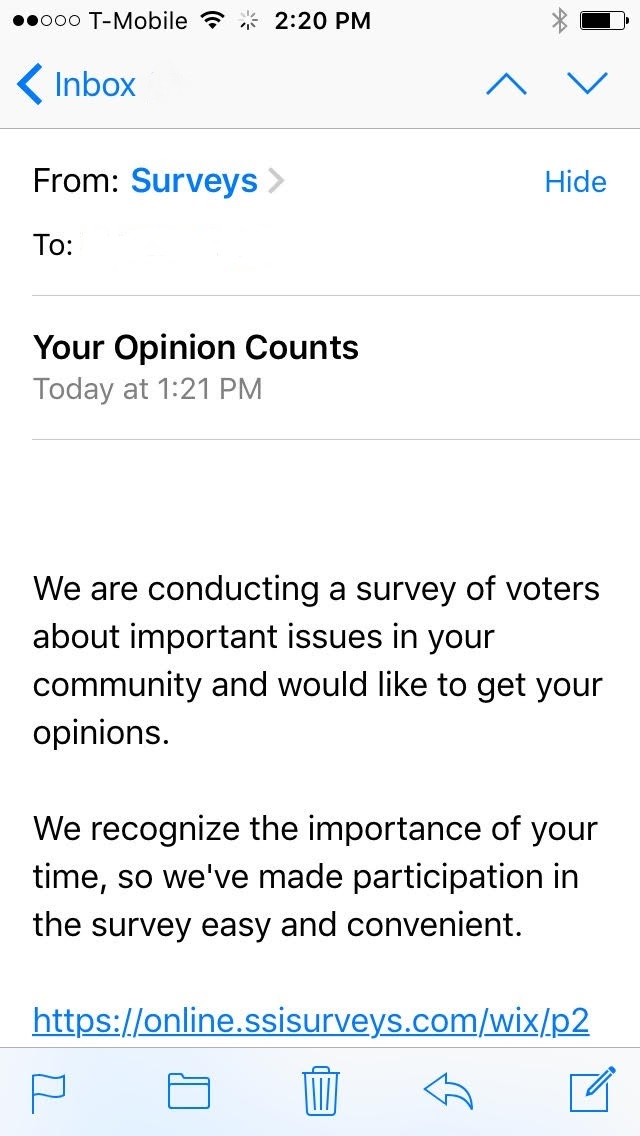 T-Mobile 2:20 PM
Inbox
From: Surveys Hide
To:
Your Opinion Counts
Today at 1:21 PM
We are conducting a survey of voters
about important issues in your
community and would like to get your
opinions.
We recognize the importance of your
time, so we've made participation in
the survey easy and convenient.
https://online.ssisurveys.com/wix/p2